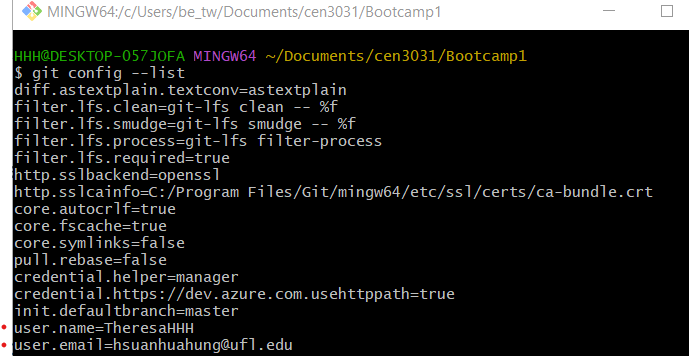 MINGW64:/c/Users/be_tw/Documents/cen3031/Bootcamp1
HHH@DESKTOP-O57JOFA MINGW64 ~/Documents/cen3031/Bootcamp1
$ git config --list
diff.astextplain.textconv=astextplain
filter.lfs.clean=git-lfs clean -- %f
filter.lfs.smudge=git-lfs smudge -- %f
filter.lfs.process=git-lfs filter-process
filter.lfs.required=true
http.sslbackend=openssl
http.sslcainfo=C:/Program Files/Git/mingw64/etc/ssl/certs/ca-bundle.crt
core.autocrlf=true
core.fscache=true
core.symlinks=false
pull.rebase=false
credential.helper=manager
credential.https://dev.azure.com.usehttppath=true
init.defaultbranch=master
user.name=TheresaHHH
user.email=hsuanhuahung@ufl.edu